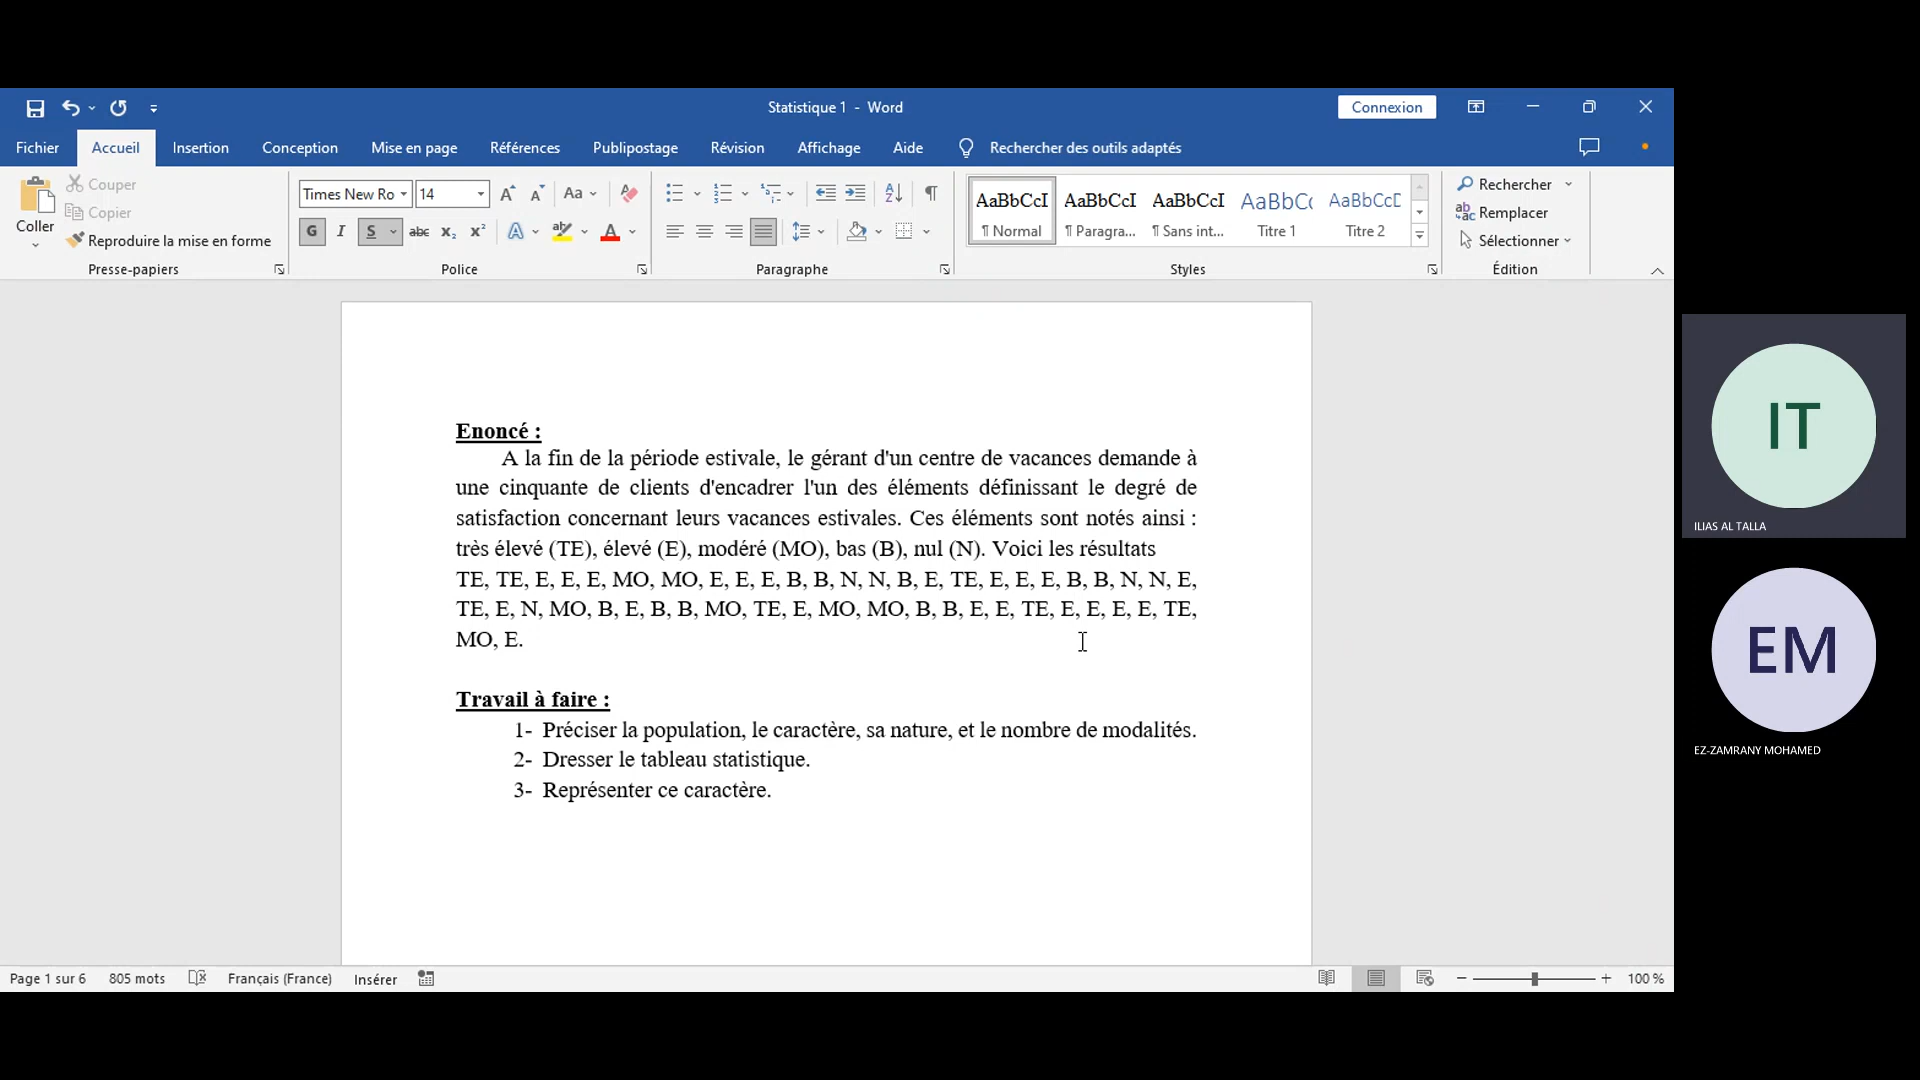 Statistique 1 - Word
Connexion
Fichier Accueil Insertion Conception Mise en page Références Publipostage Révision Affichage Aide Rechercher des outils adaptés
Coller
Couper
Copier
Reproduire la mise en forme
Presse-papiers
Times New Ro 14
G I S abc x₂ x²
Police
Paragraphe
AaBbCcI AaBbCcI AaBbCcI AaBbCc AaBbCcD
¶ Normal ¶ Paragra... ¶ Sans int... Titre 1 Titre 2
Styles
Rechercher
Remplacer
Sélectionner
Édition
Enoncé :
A la fin de la période estivale, le gérant d'un centre de vacances demande à
une cinquante de clients d'encadrer l'un des éléments définissant le degré de
satisfaction concernant leurs vacances estivales. Ces éléments sont notés ainsi :
très élevé (TE), élevé (E), modéré (MO), bas (B), nul (N). Voici les résultats
TE, TE, E, E, E, MO, MO, E, E, E, B, B, N, N, B, E, TE, E, E, E, B, B, N, N, E,
TE, E, N, MO, B, E, B, B, MO, TE, E, MO, MO, B, B, E, E, TE, E, E, E, E, TE,
MO, E.
Travail à faire :
1- Préciser la population, le caractère, sa nature, et le nombre de modalités.
2- Dresser le tableau statistique.
3- Représenter ce caractère.
Page 1 sur 6 805 mots Français (France) Insérer 100 %
IT
ILIAS AL TALLA
EM
EZ-ZAMRANY MOHAMED